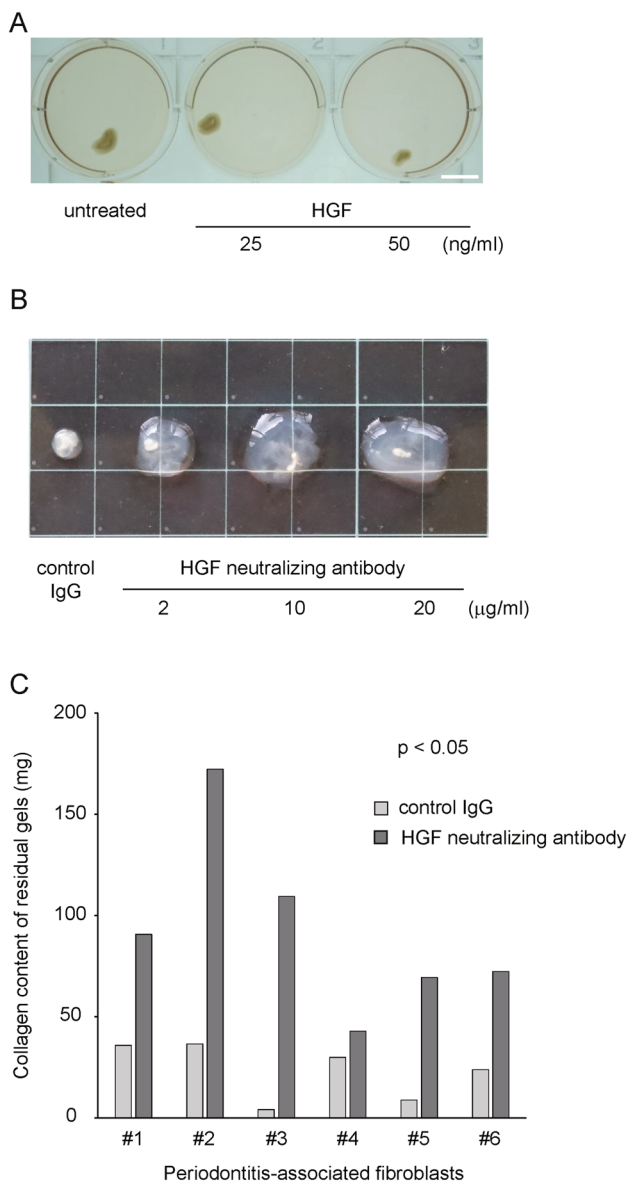 A
1 2 3
untreated
HGF
25 50 (ng/ml)
B
control
IgG
HGF neutralizing antibody
2 10 20 (μg/ml)
C
Collagen content of residual gels (mg)
200
150
100
50
0
p < 0.05
control IgG
HGF neutralizing antibody
#1 #2 #3 #4 #5 #6
Periodontitis-associated fibroblasts